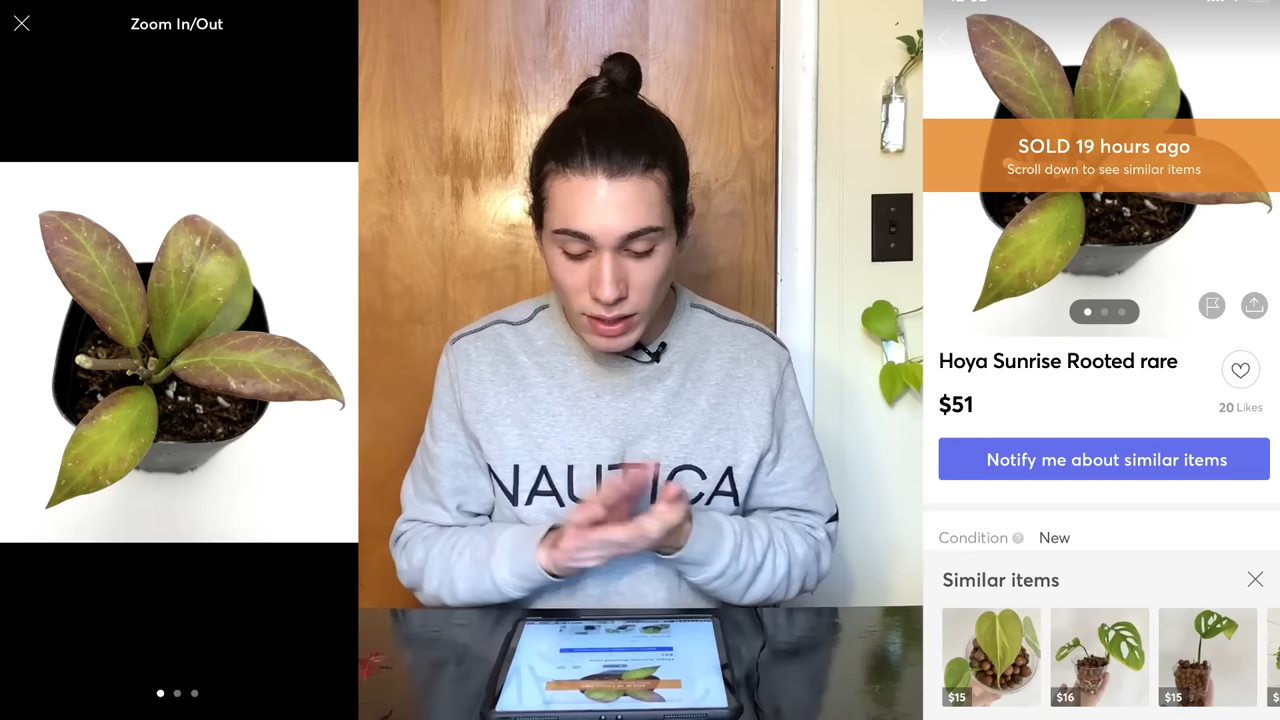 Zoom In/Out
NAUTICA
SOLD 19 hours ago
Scroll down to see similar items
Hoya Sunrise Rooted rare
$51
20 Likes
Notify me about similar items
Condition
New
Similar items
$15
$16
$15